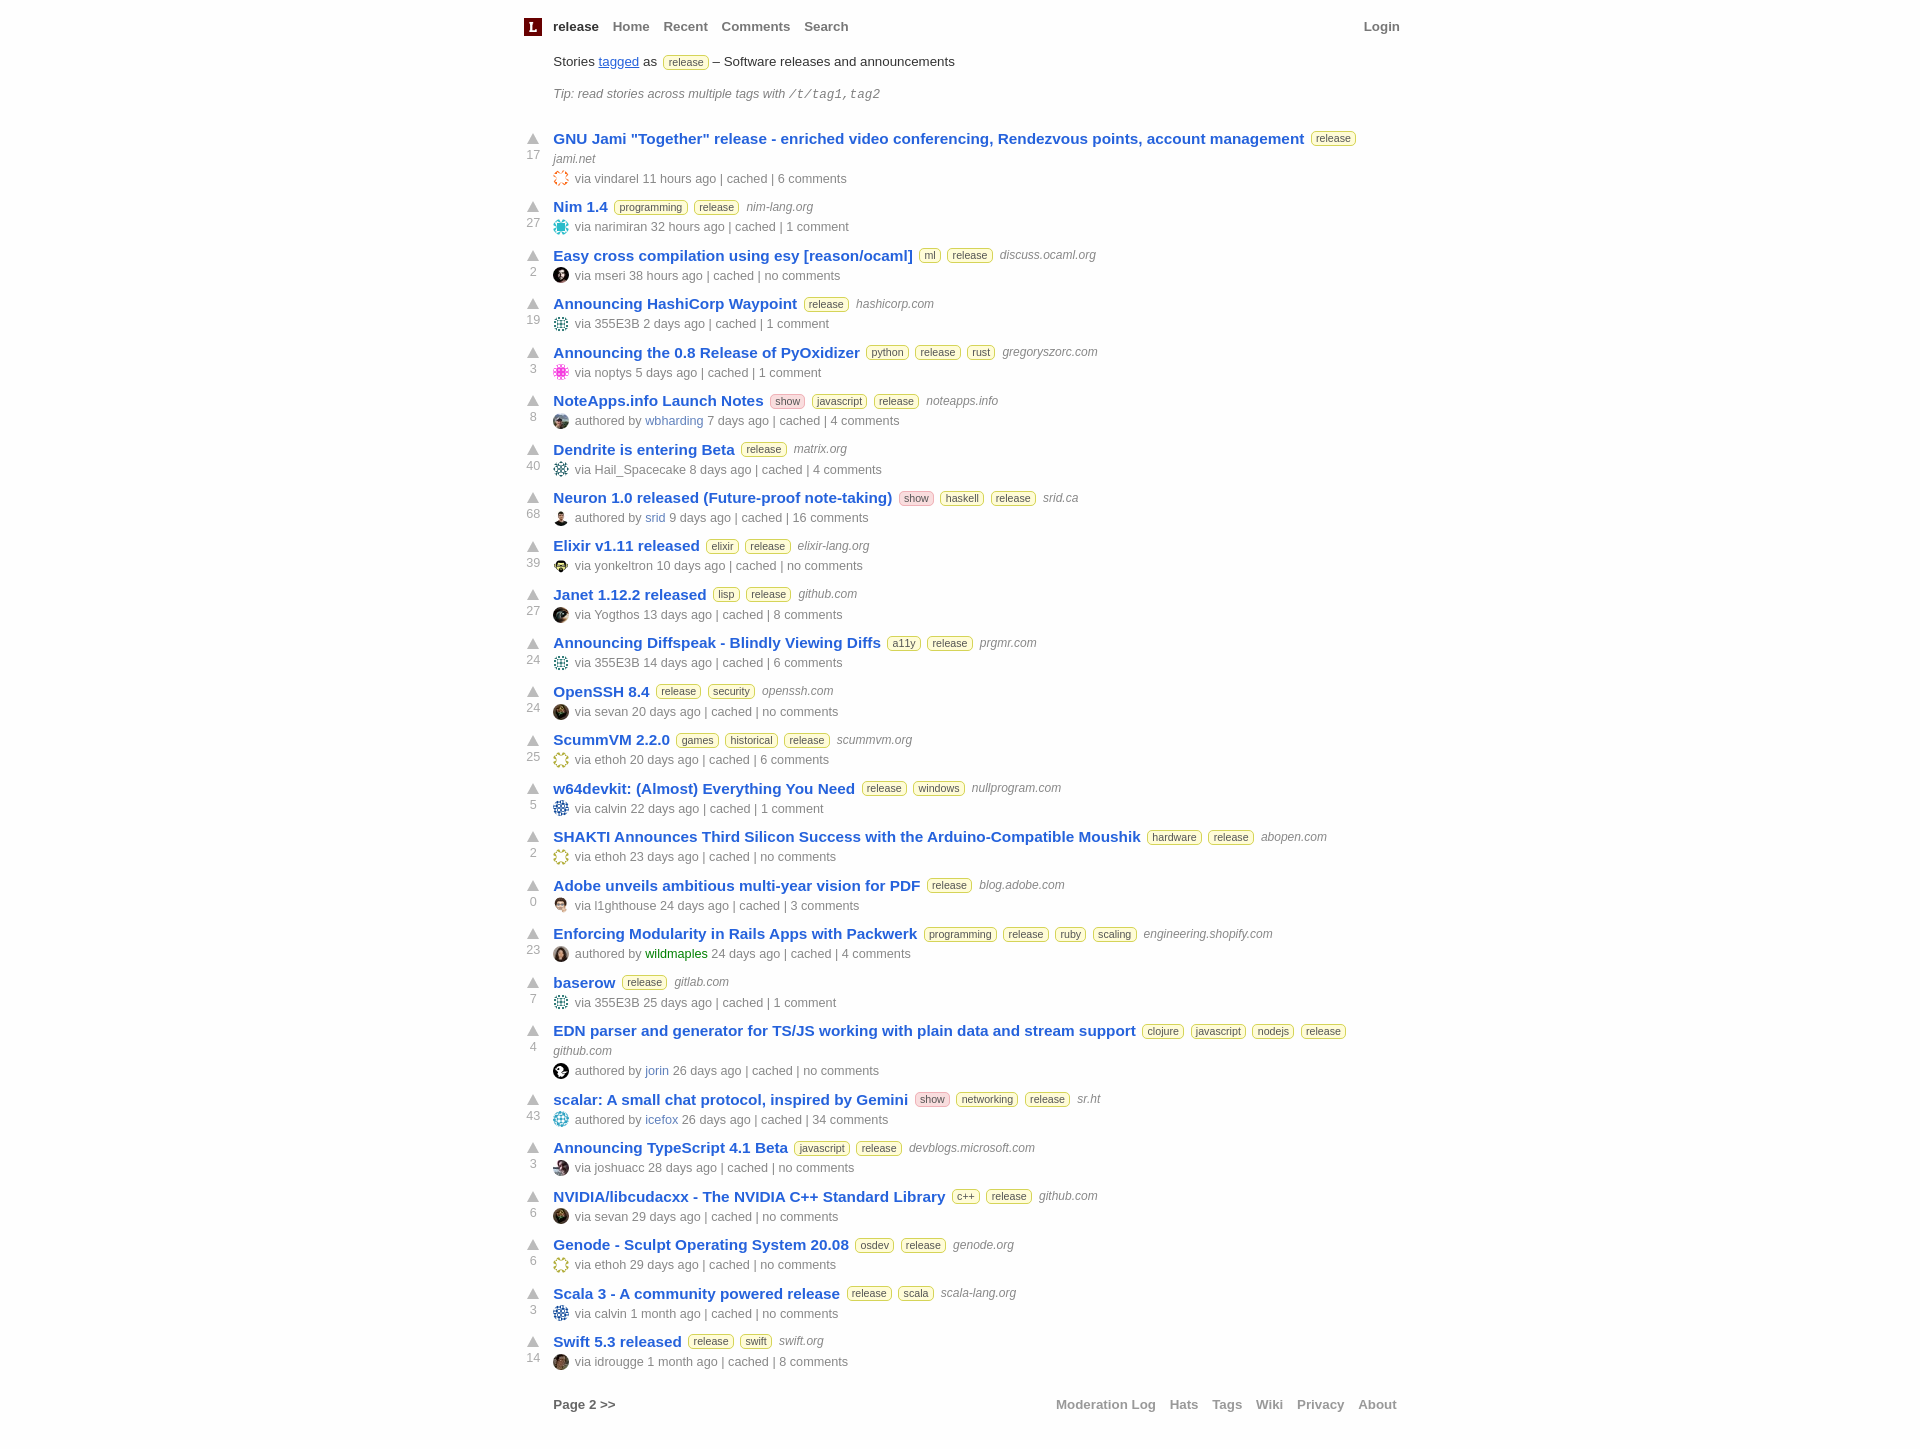 L release Home Recent Comments Search Login
Stories tagged as release – Software releases and announcements
Tip: read stories across multiple tags with /t/tag1,tag2
GNU Jami "Together" release - enriched video conferencing, Rendezvous points, account management release
17 jami.net
via vindarel 11 hours ago | cached | 6 comments
Nim 1.4 programming release nim-lang.org
27 via narimiran 32 hours ago | cached | 1 comment
Easy cross compilation using esy [reason/ocaml] ml release discuss.ocaml.org
2 via mseri 38 hours ago | cached | no comments
Announcing HashiCorp Waypoint release hashicorp.com
19 via 355E3B 2 days ago | cached | 1 comment
Announcing the 0.8 Release of PyOxidizer python release rust gregoryszorc.com
3 via noptys 5 days ago | cached | 1 comment
NoteApps.info Launch Notes show javascript release noteapps.info
8 authored by wbharding 7 days ago | cached | 4 comments
Dendrite is entering Beta release matrix.org
40 via Hail_Spacecake 8 days ago | cached | 4 comments
Neuron 1.0 released (Future-proof note-taking) show haskell release srid.ca
68 authored by srid 9 days ago | cached | 16 comments
Elixir v1.11 released elixir release elixir-lang.org
39 via yonkeltron 10 days ago | cached | no comments
Janet 1.12.2 released lisp release github.com
27 via Yogthos 13 days ago | cached | 8 comments
Announcing Diffspeak - Blindly Viewing Diffs a11y release prgmr.com
24 via 355E3B 14 days ago | cached | 6 comments
OpenSSH 8.4 release security openssh.com
24 via sevan 20 days ago | cached | no comments
ScummVM 2.2.0 games historical release scummvm.org
25 via ethoh 20 days ago | cached | 6 comments
w64devkit: (Almost) Everything You Need release windows nullprogram.com
5 via calvin 22 days ago | cached | 1 comment
SHAKTI Announces Third Silicon Success with the Arduino-Compatible Moushik hardware release abopen.com
2 via ethoh 23 days ago | cached | no comments
Adobe unveils ambitious multi-year vision for PDF release blog.adobe.com
0 via l1ghthouse 24 days ago | cached | 3 comments
Enforcing Modularity in Rails Apps with Packwerk programming release ruby scaling engineering.shopify.com
23 authored by wildmaples 24 days ago | cached | 4 comments
baserow release gitlab.com
7 via 355E3B 25 days ago | cached | 1 comment
EDN parser and generator for TS/JS working with plain data and stream support clojure javascript nodejs release
4 github.com
authored by jorin 26 days ago | cached | no comments
scalar: A small chat protocol, inspired by Gemini show networking release sr.ht
43 authored by icefox 26 days ago | cached | 34 comments
Announcing TypeScript 4.1 Beta javascript release devblogs.microsoft.com
3 via joshuacc 28 days ago | cached | no comments
NVIDIA/libcudacxx - The NVIDIA C++ Standard Library c++ release github.com
6 via sevan 29 days ago | cached | no comments
Genode - Sculpt Operating System 20.08 osdev release genode.org
6 via ethoh 29 days ago | cached | no comments
Scala 3 - A community powered release release scala scala-lang.org
3 via calvin 1 month ago | cached | no comments
Swift 5.3 released release swift swift.org
14 via idrougge 1 month ago | cached | 8 comments
Page 2 >> Moderation Log Hats Tags Wiki Privacy About